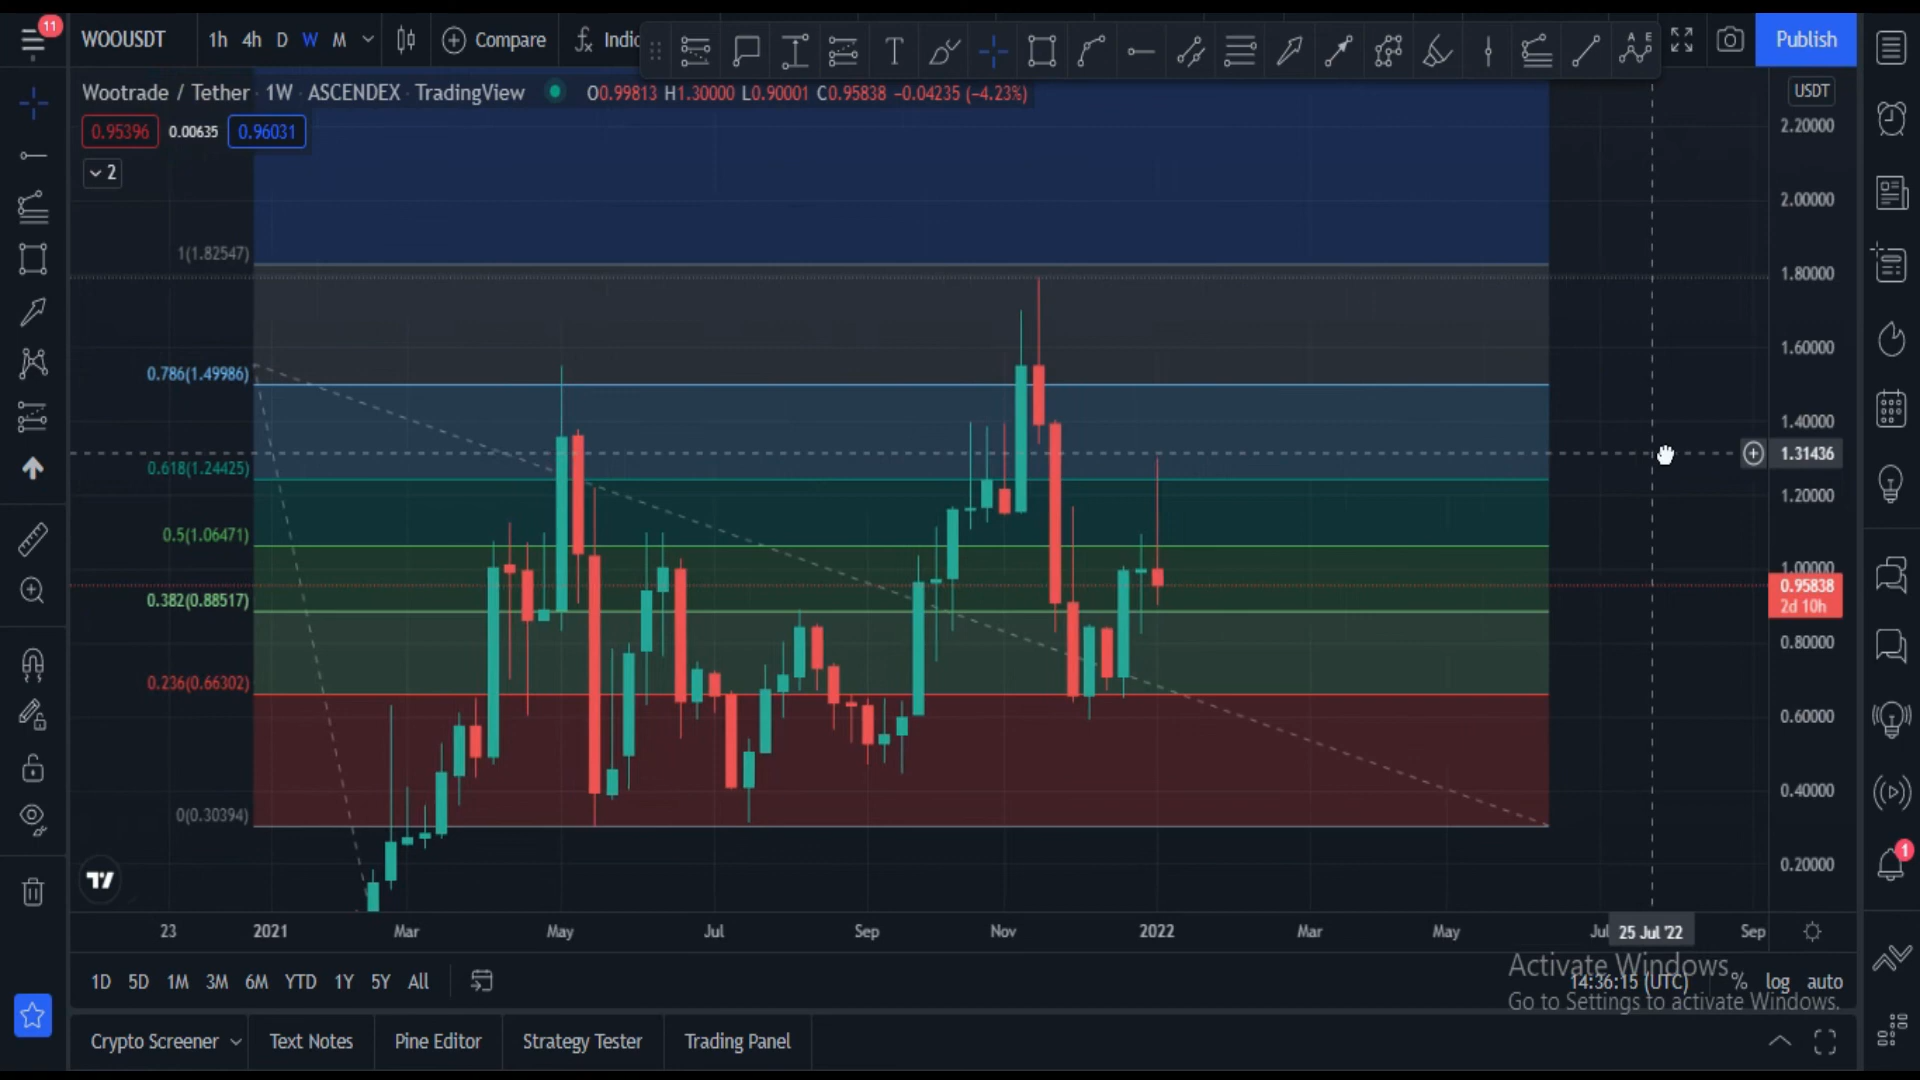 11
WOOUSDT 1h 4h D W M Compare Indic T A E Publish
Wootrade / Tether · 1W · ASCENDEX · TradingView O0.99813 H1.30000 L0.90001 C0.95838 −0.04235 (−4.23%) USDT
0.95396 0.00635 0.96031
2
2.20000
2.00000
1(1.82547)
1.80000
1.60000
0.786(1.49986)
1.40000
1.31436
0.618(1.24425)
1.20000
0.5(1.06471)
1.00000
0.95838
2d 10h
0.382(0.88517)
0.80000
0.236(0.66302)
0.60000
0.40000
0(0.30394)
0.20000
1
23 2021 Mar May Jul Sep Nov 2022 Mar May Jul 25 Jul '22 Sep
Activate Windows
1D 5D 1M 3M 6M YTD 1Y 5Y All 14:36:15 (UTC) % log auto
Go to Settings to activate Windows.
Crypto Screener Text Notes Pine Editor Strategy Tester Trading Panel